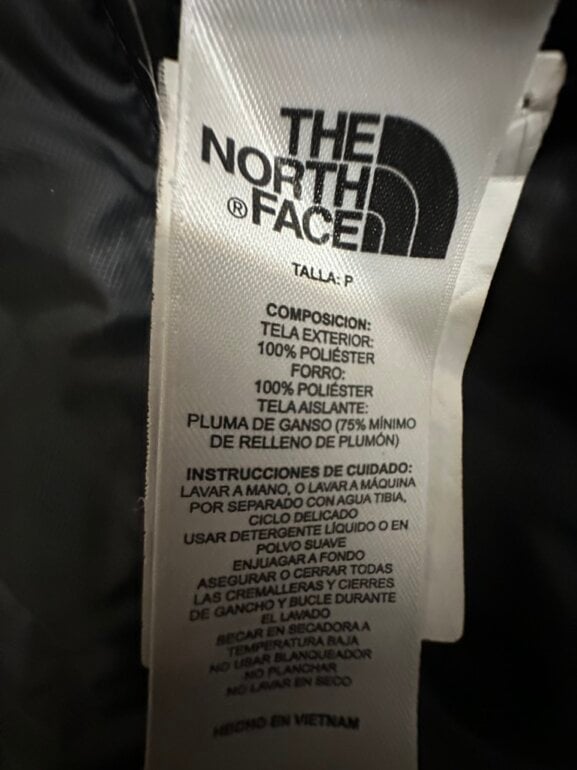 THE
NORTH
® FACE
TALLA: P
COMPOSICION:
TELA EXTERIOR:
100% POLIÉSTER
FORRO:
100% POLIÉSTER
TELA AISLANTE:
PLUMA DE GANSO (75% MÍNIMO
DE RELLENO DE PLUMÓN)
INSTRUCCIONES DE CUIDADO:
LAVAR A MANO, O LAVAR A MÁQUINA
POR SEPARADO CON AGUA TIBIA,
CICLO DELICADO
USAR DETERGENTE LÍQUIDO O EN
POLVO SUAVE
ENJUAGAR A FONDO
ASEGURAR O CERRAR TODAS
LAS CREMALLERAS Y CIERRES
DE GANCHO Y BUCLE DURANTE
EL LAVADO
SECAR EN SECADORA A
TEMPERATURA BAJA
NO USAR BLANQUEADOR
NO PLANCHAR
NO LAVAR EN SECO
HECHO EN VIETNAM